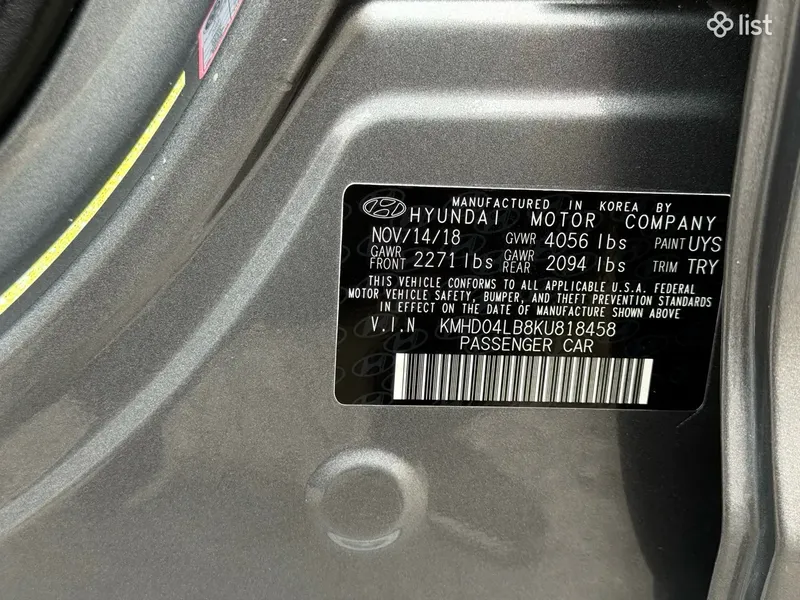 list
MANUFACTURED IN KOREA BY
HYUNDAI MOTOR COMPANY
NOV/14/18 GVWR 4056 lbs PAINT UYS
GAWR FRONT 2271 lbs GAWR REAR 2094 lbs TRIM TRY
THIS VEHICLE CONFORMS TO ALL APPLICABLE U.S.A. FEDERAL
MOTOR VEHICLE SAFETY, BUMPER, AND THEFT PREVENTION STANDARDS
IN EFFECT ON THE DATE OF MANUFACTURE SHOWN ABOVE.
V.I.N KMHD04LB8KU818458
PASSENGER CAR